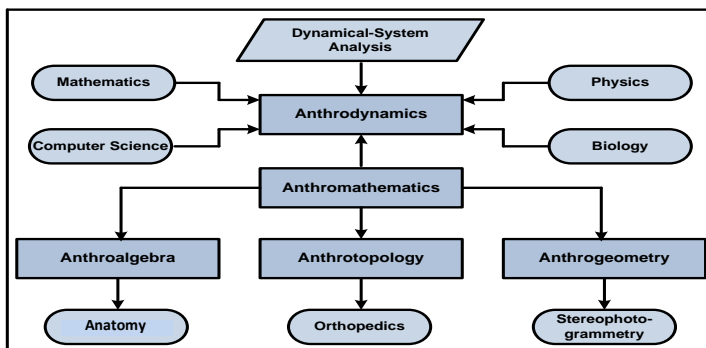 Dynamical-System
Analysis
Mathematics
Physics
Anthrodynamics
Computer Science
Biology
Anthromathematics
Anthroalgebra
Anthrotopology
Anthrogeometry
Anatomy
Orthopedics
Stereophoto-
grammetry